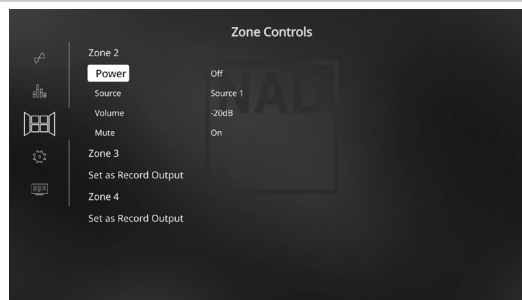 Zone Controls
Zone 2
Power Off
Source Source 1
Volume -20dB
Mute On
Zone 3
Set as Record Output
Zone 4
Set as Record Output
NAD